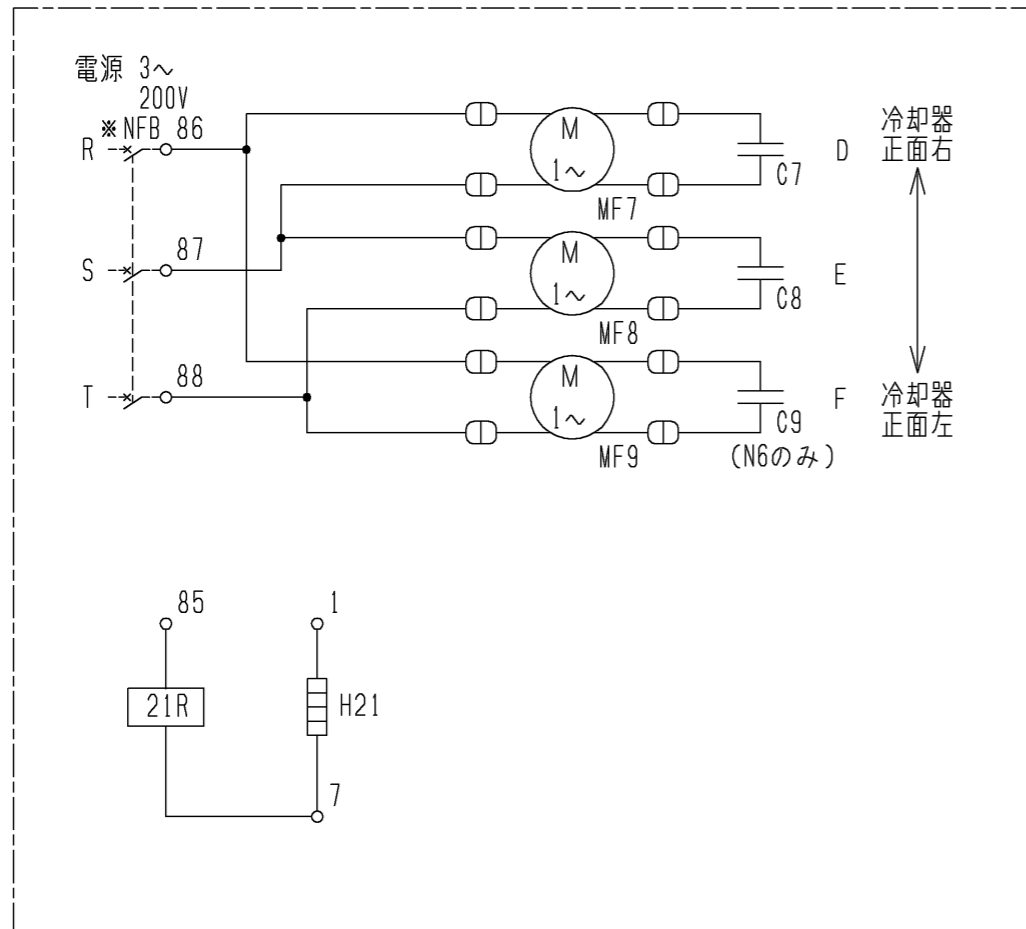 電源 3～
200V
※NFB 86
R
S
87
T
88
M
1～
MF7
C7
D
冷却器
正面右
M
1～
MF8
C8
E
M
1～
MF9
C9
(N6のみ)
F
冷却器
正面左
85
1
21R
H21
7